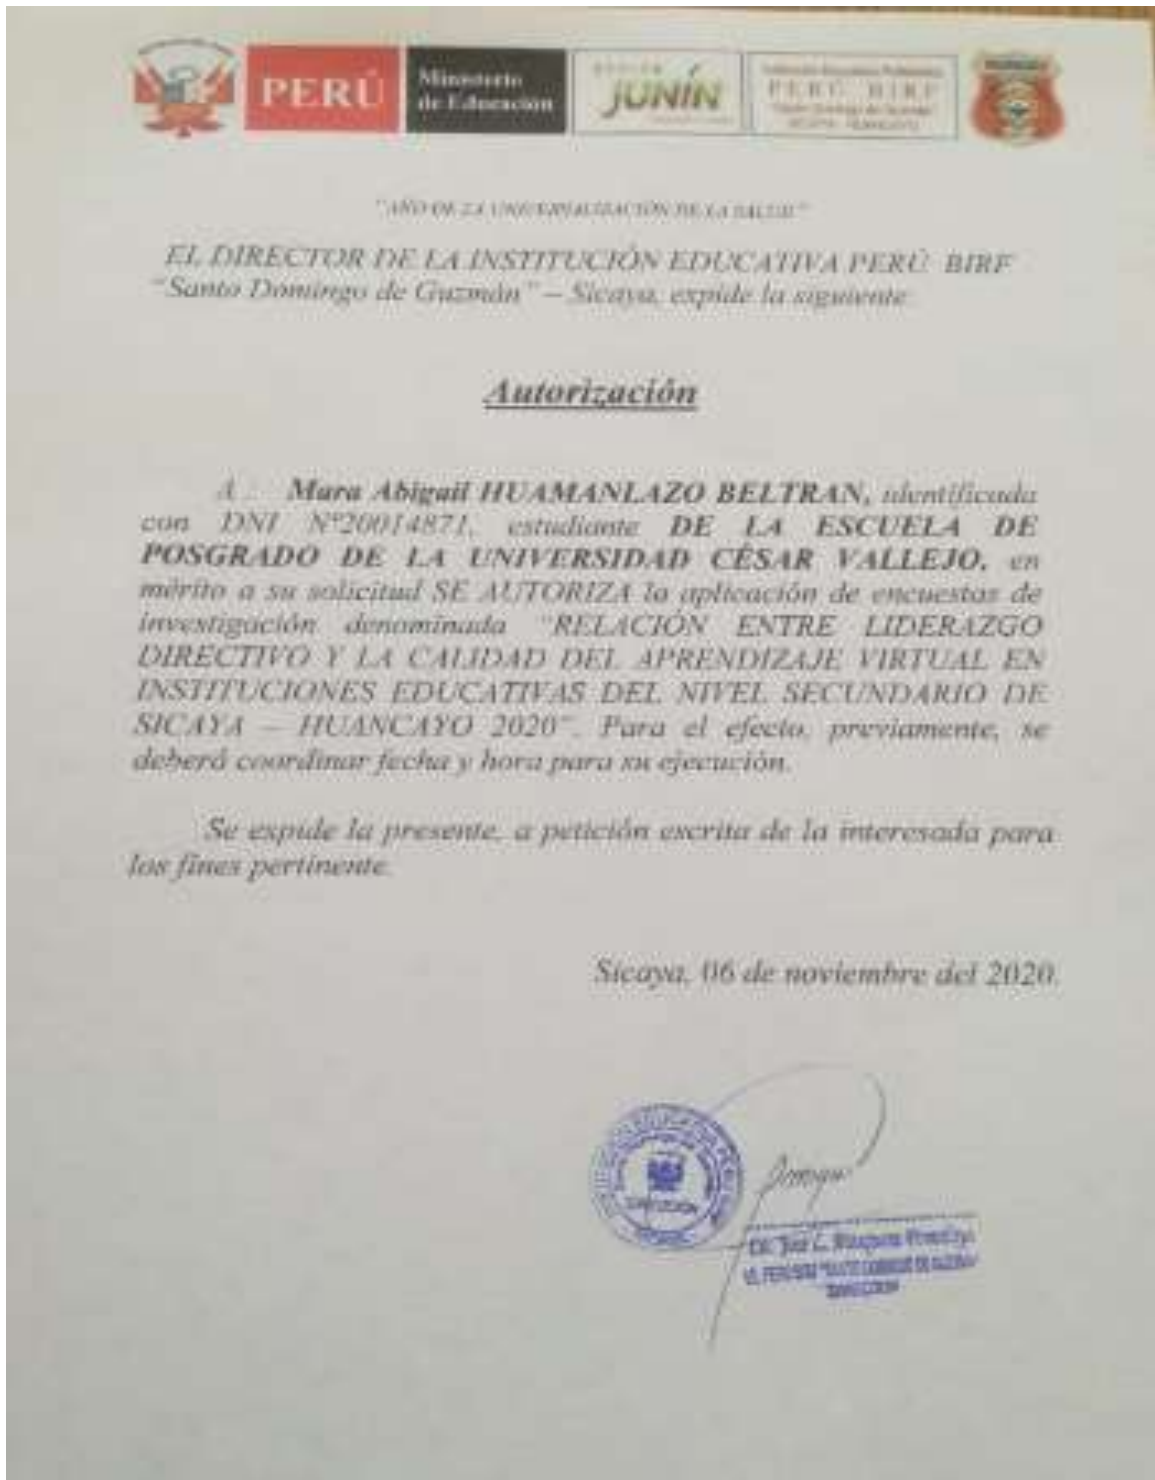 PERÚ
Ministerio
de Educación
REGIÓN
JUNÍN
PERÚ BIRF
"AÑO DE LA UNIVERSALIZACIÓN DE LA SALUD"
EL DIRECTOR DE LA INSTITUCIÓN EDUCATIVA PERÚ BIRF
"Santo Domingo de Guzmán" – Sicaya, expide la siguiente:
Autorización
A : Mara Abigail HUAMANLAZO BELTRAN, identificada
con DNI N°20014871, estudiante DE LA ESCUELA DE
POSGRADO DE LA UNIVERSIDAD CÉSAR VALLEJO, en
mérito a su solicitud SE AUTORIZA la aplicación de encuestas de
investigación denominada "RELACIÓN ENTRE LIDERAZGO
DIRECTIVO Y LA CALIDAD DEL APRENDIZAJE VIRTUAL EN
INSTITUCIONES EDUCATIVAS DEL NIVEL SECUNDARIO DE
SICAYA – HUANCAYO 2020". Para el efecto, previamente, se
deberá coordinar fecha y hora para su ejecución.
Se expide la presente, a petición escrita de la interesada para
los fines pertinente.
Sicaya, 06 de noviembre del 2020.
DIRECCIÓN